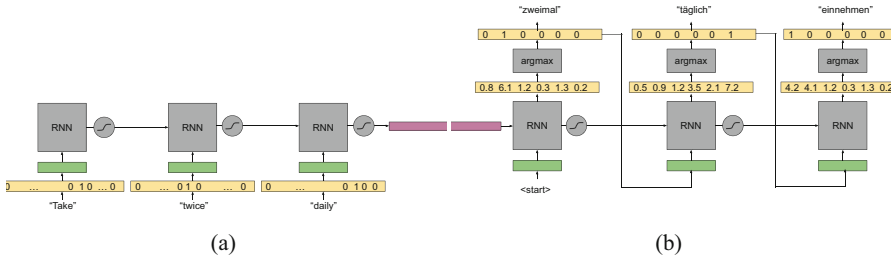 “zweimal” “täglich” “einnehmen”
0 1 0 0 0 0 0 0 0 0 0 1 1 0 0 0 0 0
argmax argmax argmax
0.8 6.1 1.2 0.3 1.3 0.2 0.5 0.9 1.2 3.5 2.1 7.2 4.2 4.1 1.2 0.3 1.3 0.2
RNN RNN RNN RNN RNN RNN
<start>
0 ... 0 1 0 ... 0 0 ... 0 1 0 ... 0 0 ... 0 1 0 0
“Take” “twice” “daily”
(a) (b)